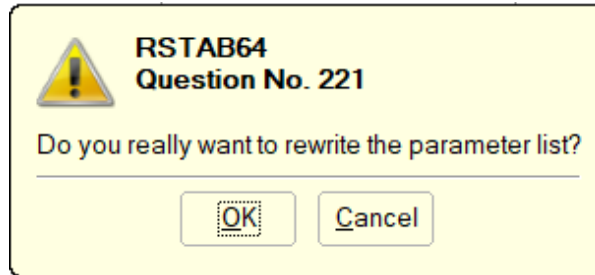 RSTAB64
Question No. 221
Do you really want to rewrite the parameter list?
OK
Cancel